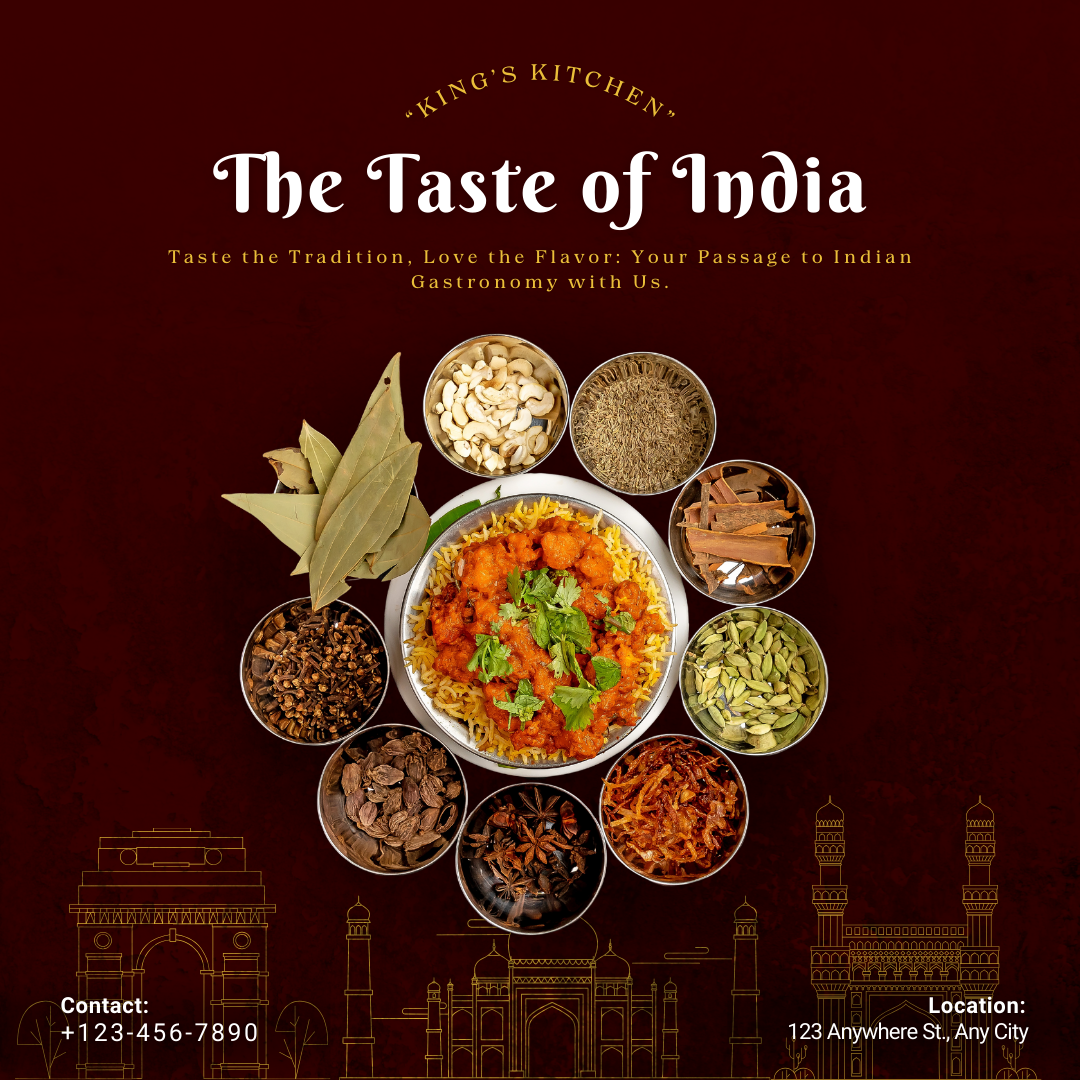 “KING’S KITCHEN”
The Taste of India
Taste the Tradition, Love the Flavor: Your Passage to Indian
Gastronomy with Us.
Contact:
+123-456-7890
Location:
123 Anywhere St., Any City